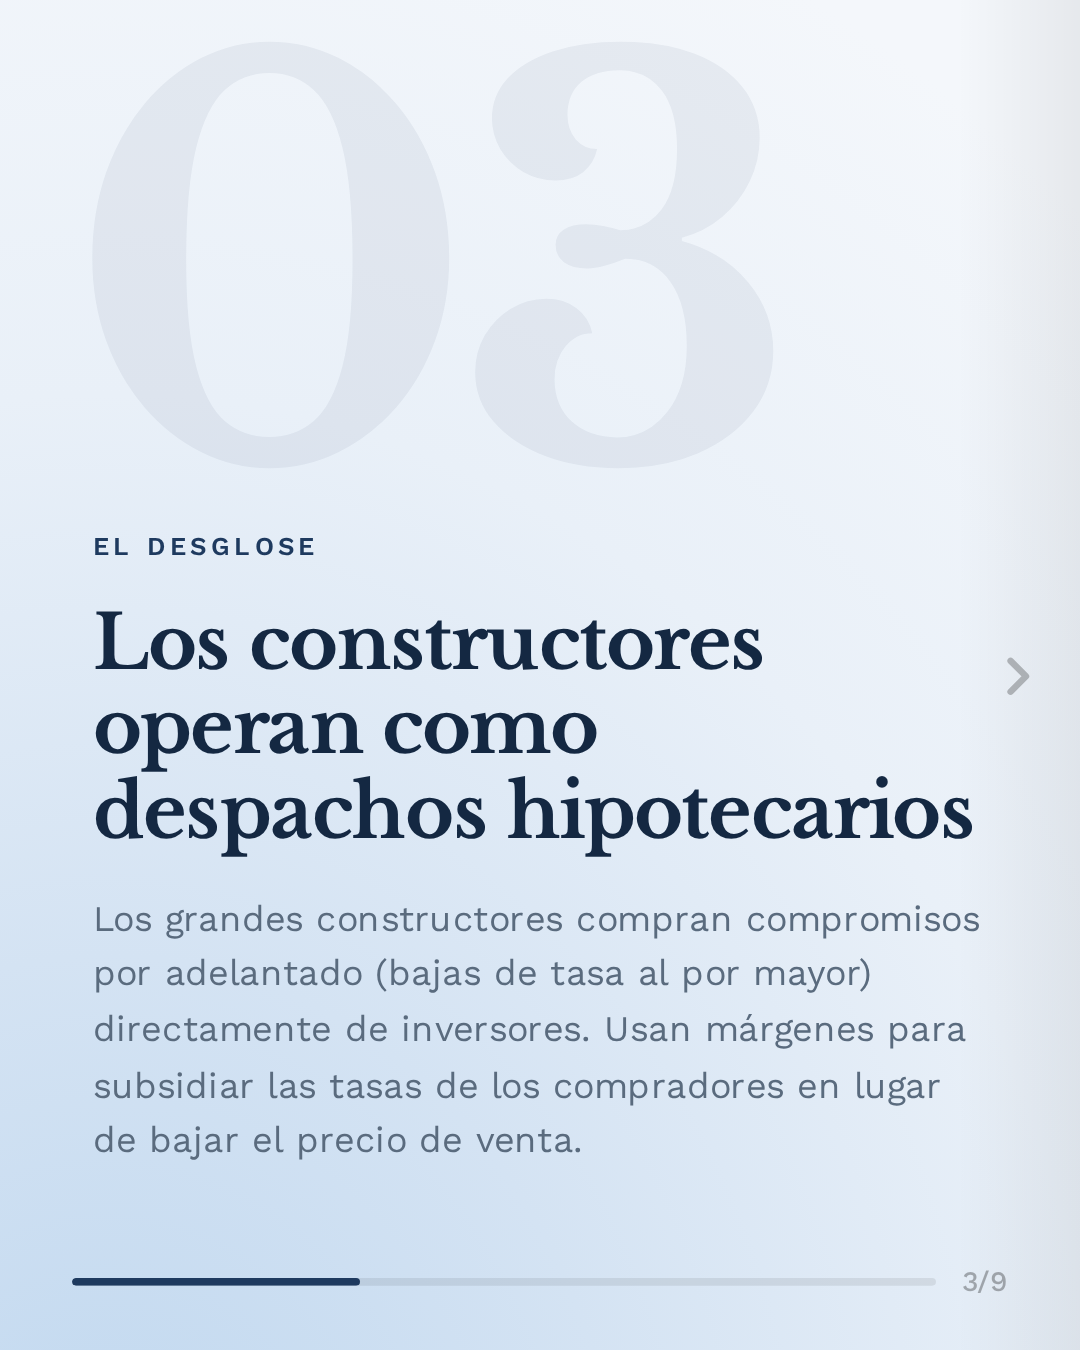 03
EL DESGLOSE
Los constructores
operan como
despachos hipotecarios
Los grandes constructores compran compromisos
por adelantado (bajas de tasa al por mayor)
directamente de inversores. Usan márgenes para
subsidiar las tasas de los compradores en lugar
de bajar el precio de venta.
3/9